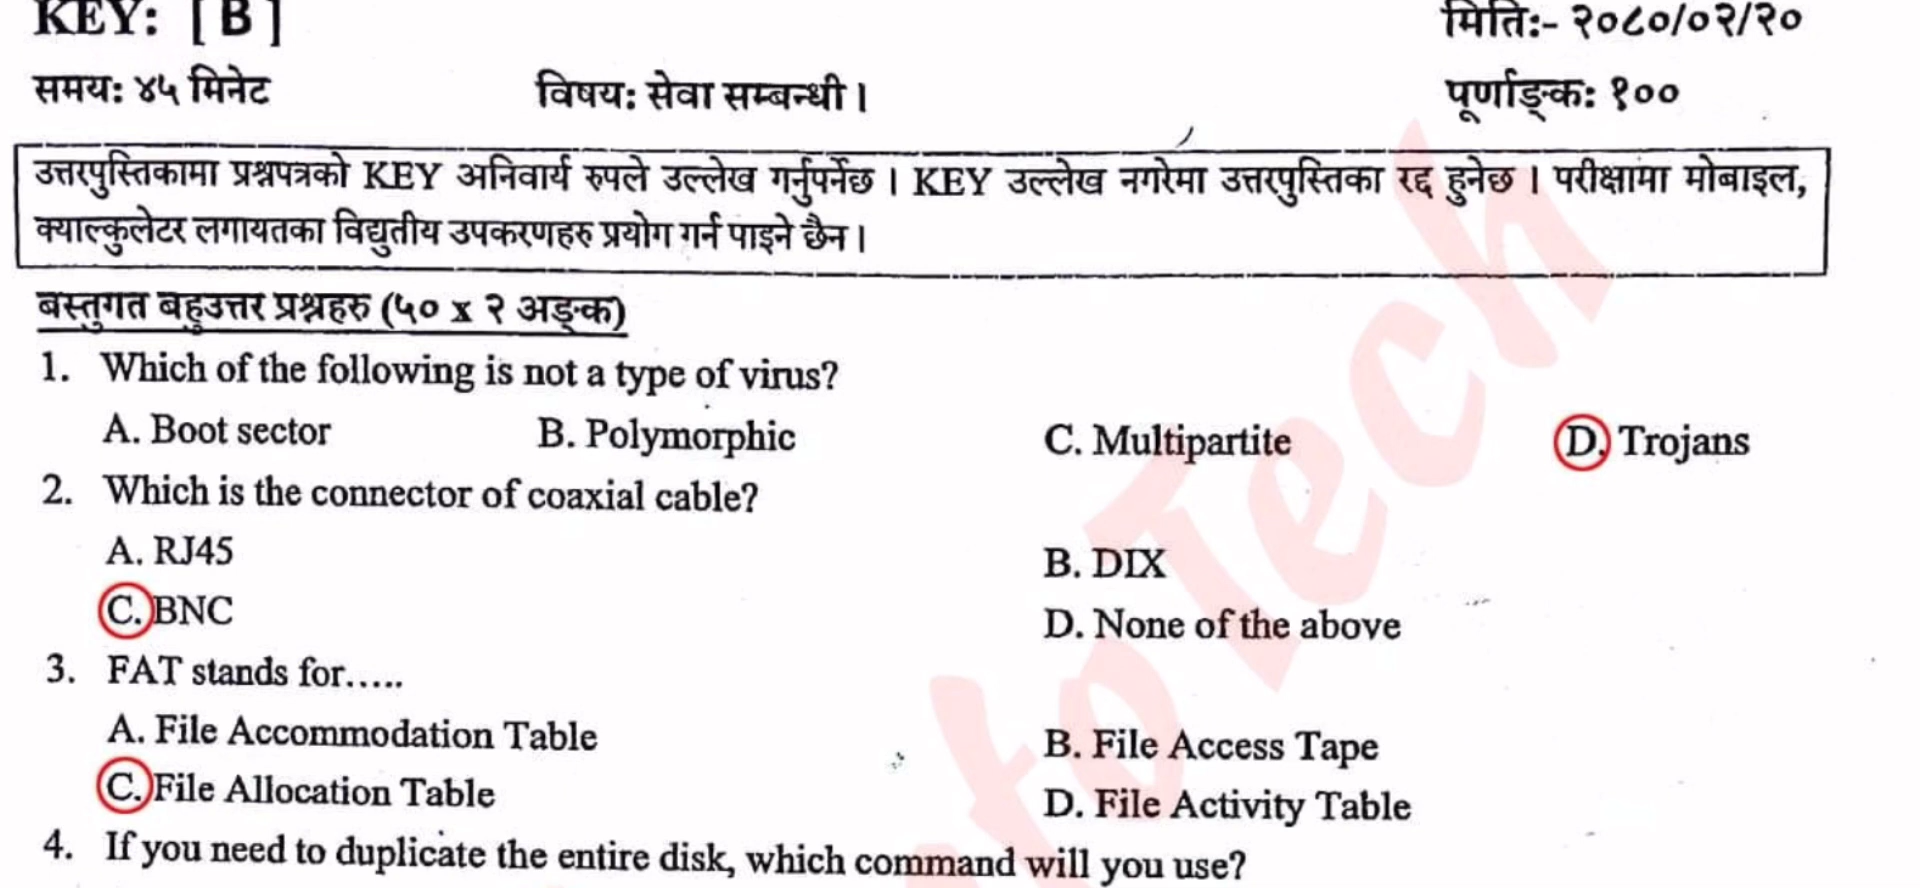 KEY: [B] मितिः- २०८०/०२/२०
समय: ४५ मिनेट विषय: सेवा सम्बन्धी । पूर्णाङ्क: १००
उत्तरपुस्तिकामा प्रश्नपत्रको KEY अनिवार्य रुपले उल्लेख गर्नुपर्नेछ । KEY उल्लेख नगरेमा उत्तरपुस्तिका रद्द हुनेछ । परीक्षामा मोबाइल,
क्याल्कुलेटर लगायतका विद्युतीय उपकरणहरु प्रयोग गर्न पाइने छैन ।
बस्तुगत बहुउत्तर प्रश्नहरु (५० x २ अङ्क)
1. Which of the following is not a type of virus?
A. Boot sector B. Polymorphic C. Multipartite D. Trojans
2. Which is the connector of coaxial cable?
A. RJ45 B. DIX
C. BNC D. None of the above
3. FAT stands for.....
A. File Accommodation Table B. File Access Tape
C. File Allocation Table D. File Activity Table
4. If you need to duplicate the entire disk, which command will you use?